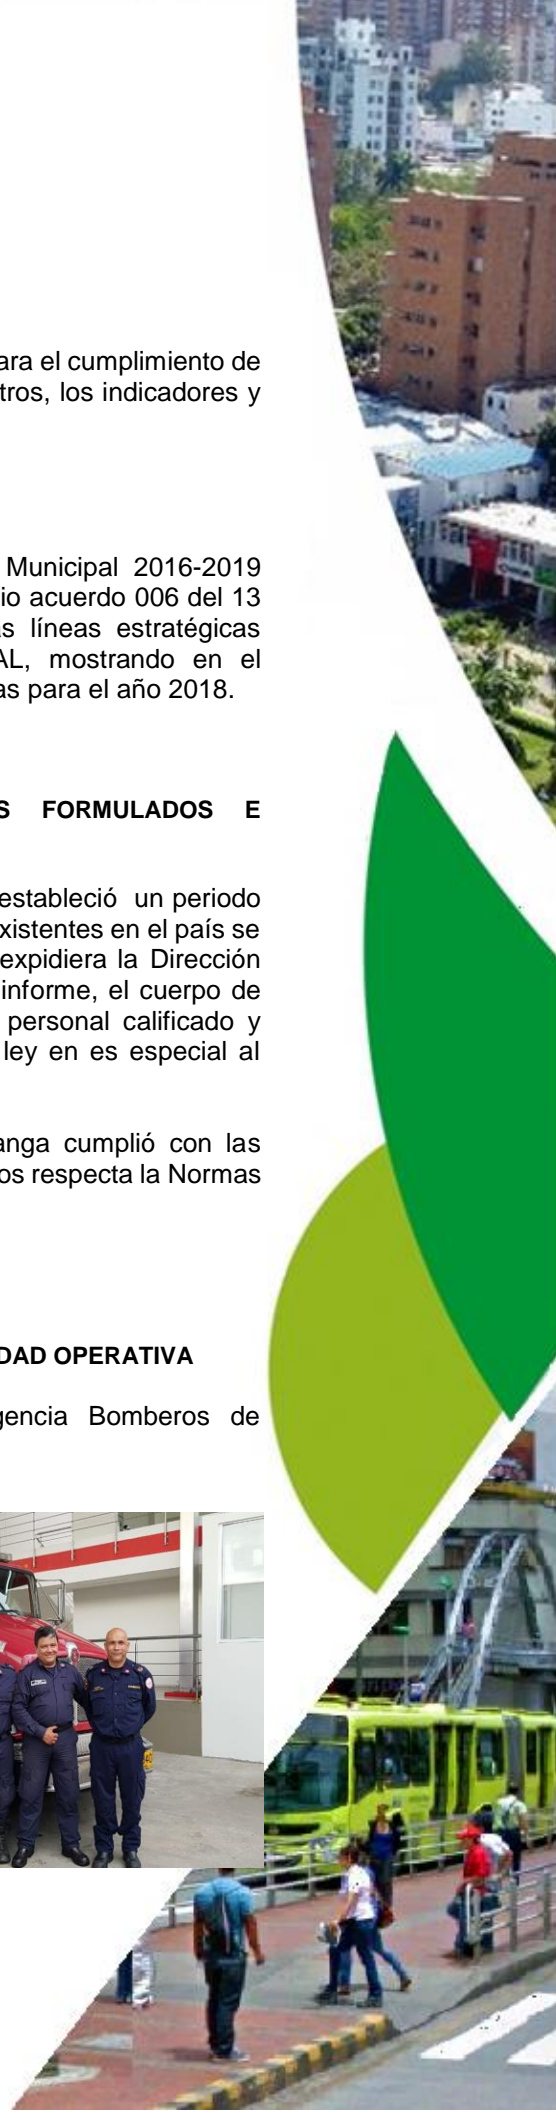 ara el cumplimiento de
tros, los indicadores y
Municipal 2016-2019
io acuerdo 006 del 13
s líneas estratégicas
AL, mostrando en el
as para el año 2018.
S FORMULADOS E
estableció un periodo
xistentes en el país se
expidiera la Dirección
informe, el cuerpo de
personal calificado y
ley en es especial al
anga cumplió con las
os respecta la Normas
DAD OPERATIVA
gencia Bomberos de